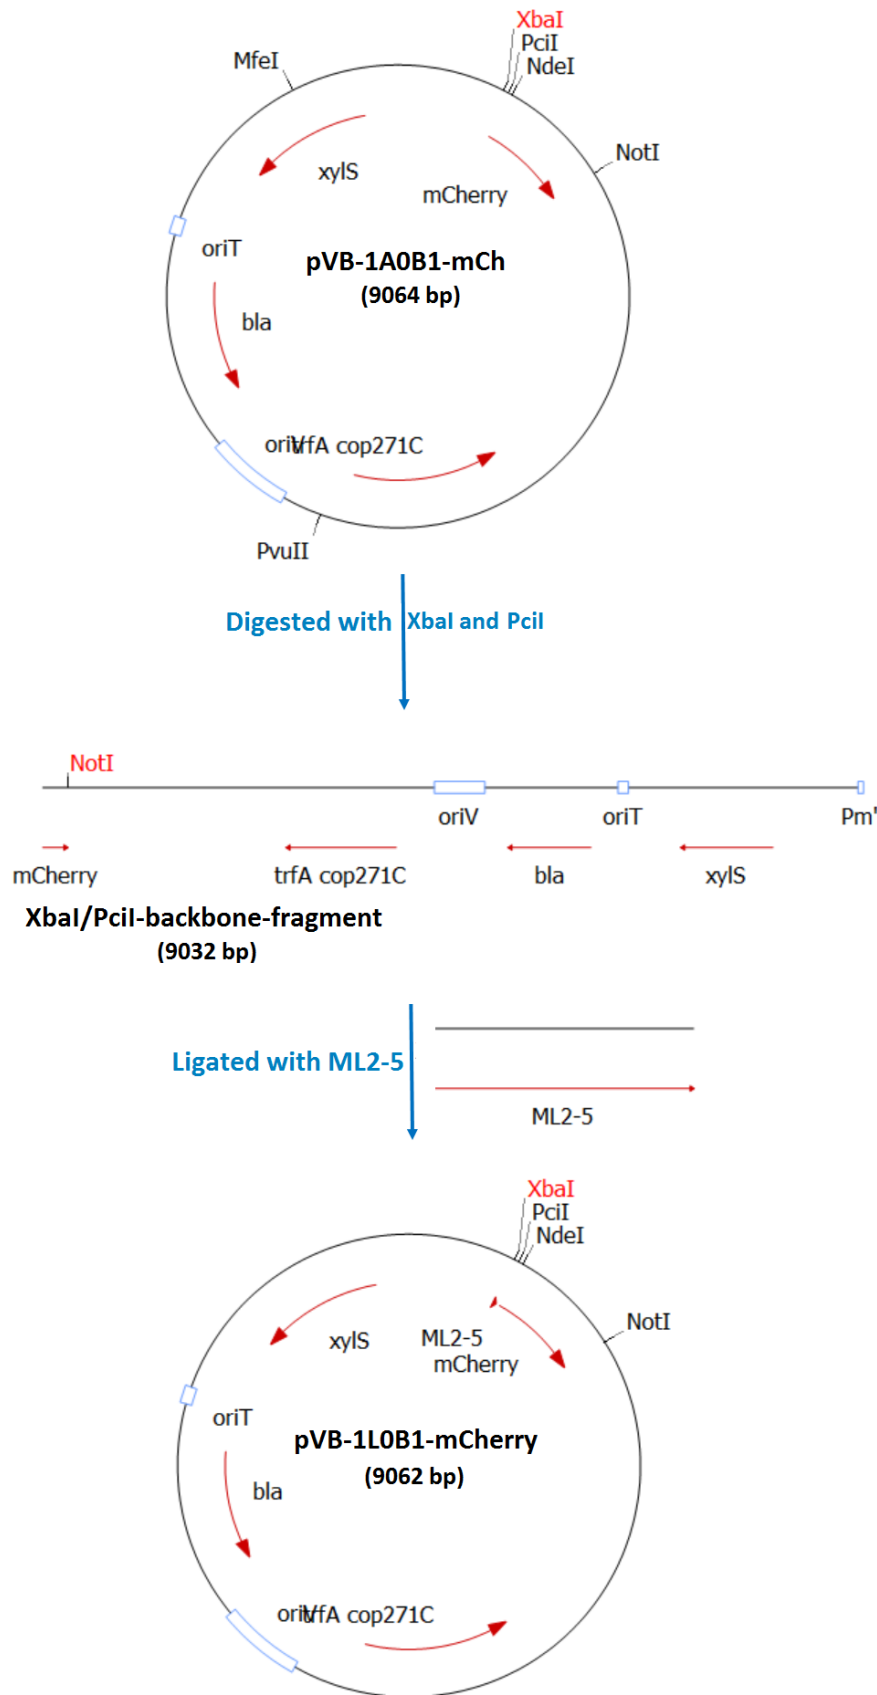 XbaI
PciI
NdeI
MfeI
NotI
xylS
mCherry
oriT
pVB-1A0B1-mCh
(9064 bp)
bla
oriV
trfA cop271C
PvuII
Digested with XbaI and PciI
NotI
oriV
oriT
Pm'
mCherry
trfA cop271C
bla
xylS
XbaI/PciI-backbone-fragment
(9032 bp)
Ligated with ML2-5
ML2-5
XbaI
PciI
NdeI
NotI
xylS
ML2-5
mCherry
oriT
pVB-1L0B1-mCherry
(9062 bp)
bla
oriV
trfA cop271C